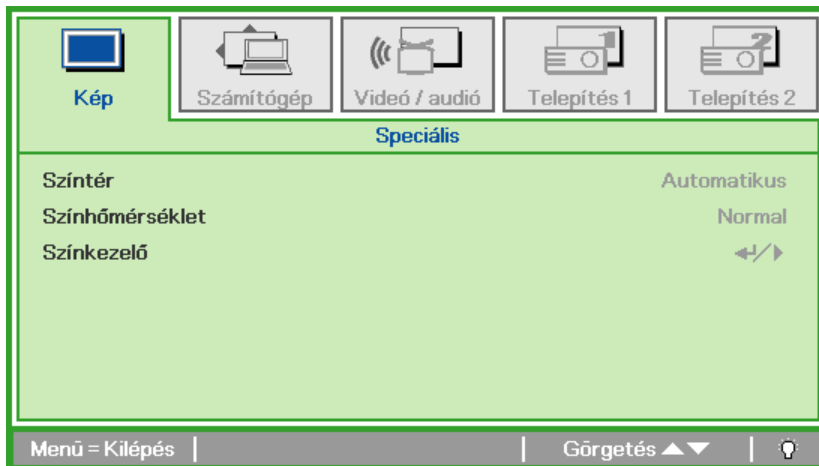 Kép
Számítógép
Videó / audió
Telepítés 1
Telepítés 2
Speciális
Színtér Automatikus
Színhőmérséklet Normal
Színkezelő ↵/▶
Menü = Kilépés | | Görgetés ▲▼ |